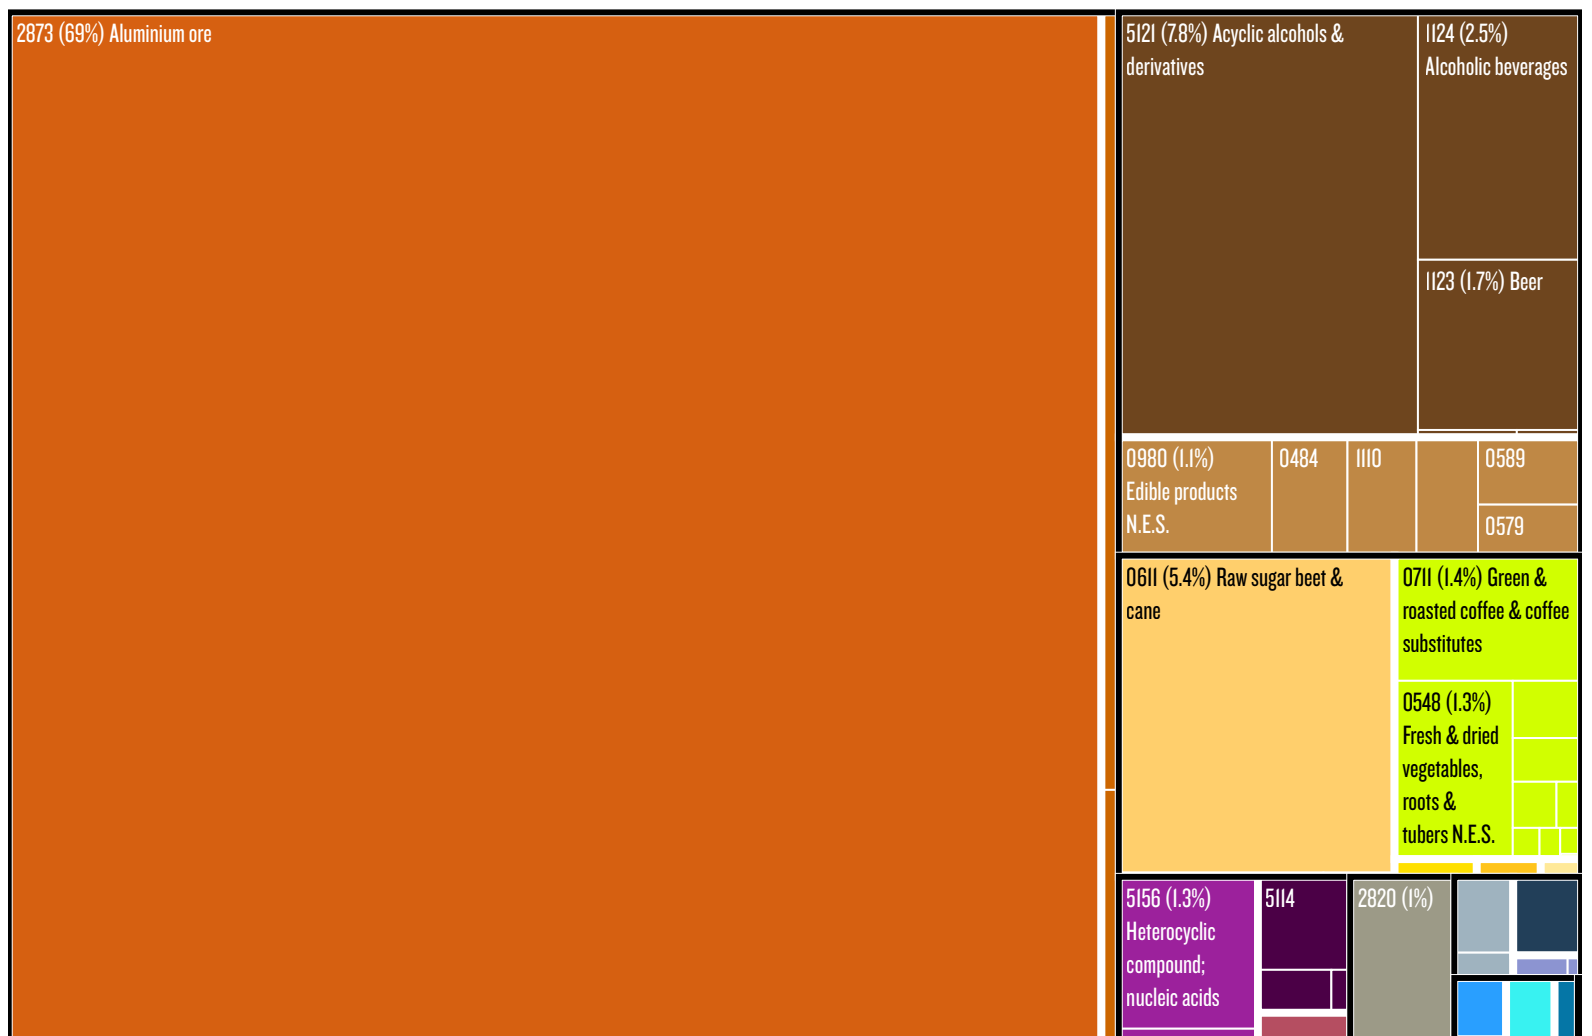 2873 (69%) Aluminium ore
5121 (7.8%) Acyclic alcohols &
derivatives
1124 (2.5%)
Alcoholic beverages
1123 (1.7%) Beer
0980 (1.1%)
Edible products
N.E.S.
0484
1110
0589
0579
0611 (5.4%) Raw sugar beet &
cane
0711 (1.4%) Green &
roasted coffee & coffee
substitutes
0548 (1.3%)
Fresh & dried
vegetables,
roots &
tubers N.E.S.
5156 (1.3%)
Heterocyclic
compound;
nucleic acids
5114
2820 (1%)